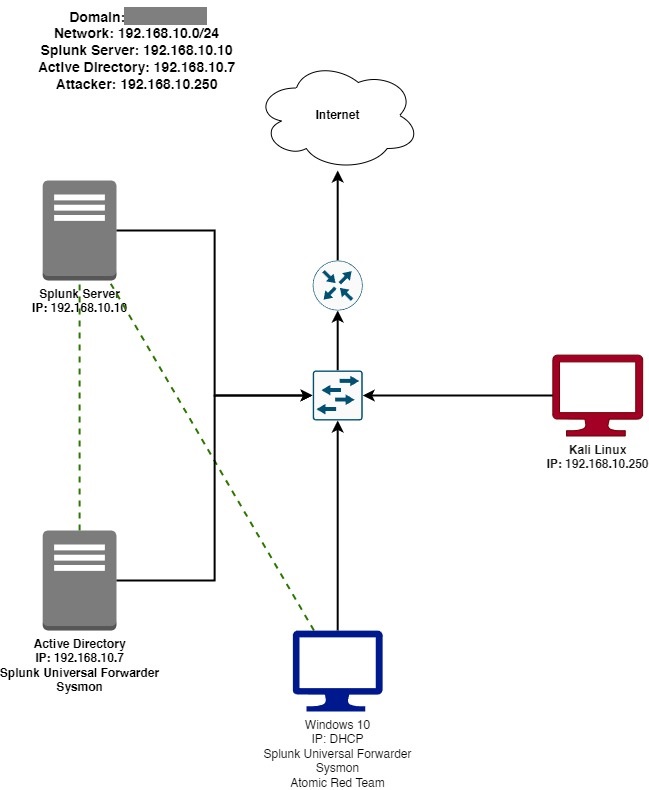 Domain:
Network: 192.168.10.0/24
Splunk Server: 192.168.10.10
Active Directory: 192.168.10.7
Attacker: 192.168.10.250
Internet
Splunk Server
IP: 192.168.10.10
Kali Linux
IP: 192.168.10.250
Active Directory
IP: 192.168.10.7
Splunk Universal Forwarder
Sysmon
Windows 10
IP: DHCP
Splunk Universal Forwarder
Sysmon
Atomic Red Team